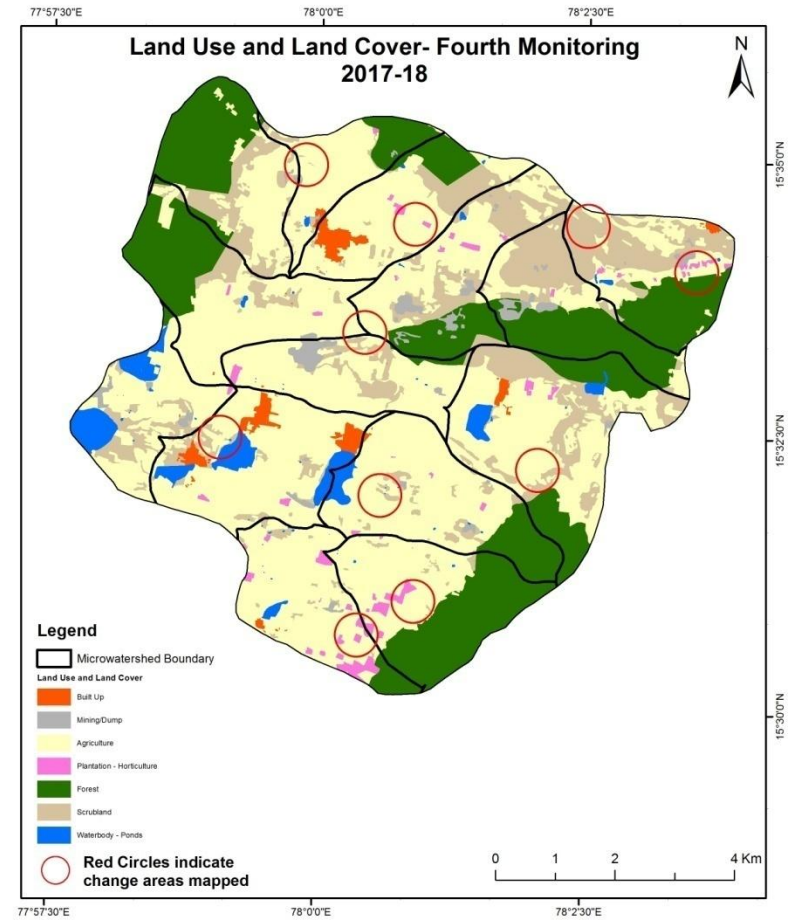 77°57'30"E
78°0'0"E
78°2'30"E
Land Use and Land Cover- Fourth Monitoring
2017-18
N
15°35'0"N
15°32'30"N
15°30'0"N
Legend
Microwatershed Boundary
Land Use and Land Cover
Built Up
Mining/Dump
Agriculture
Plantation - Horticulture
Forest
Scrubland
Waterbody - Ponds
Red Circles indicate
change areas mapped
0 1 2 4 Km
77°57'30"E
78°0'0"E
78°2'30"E